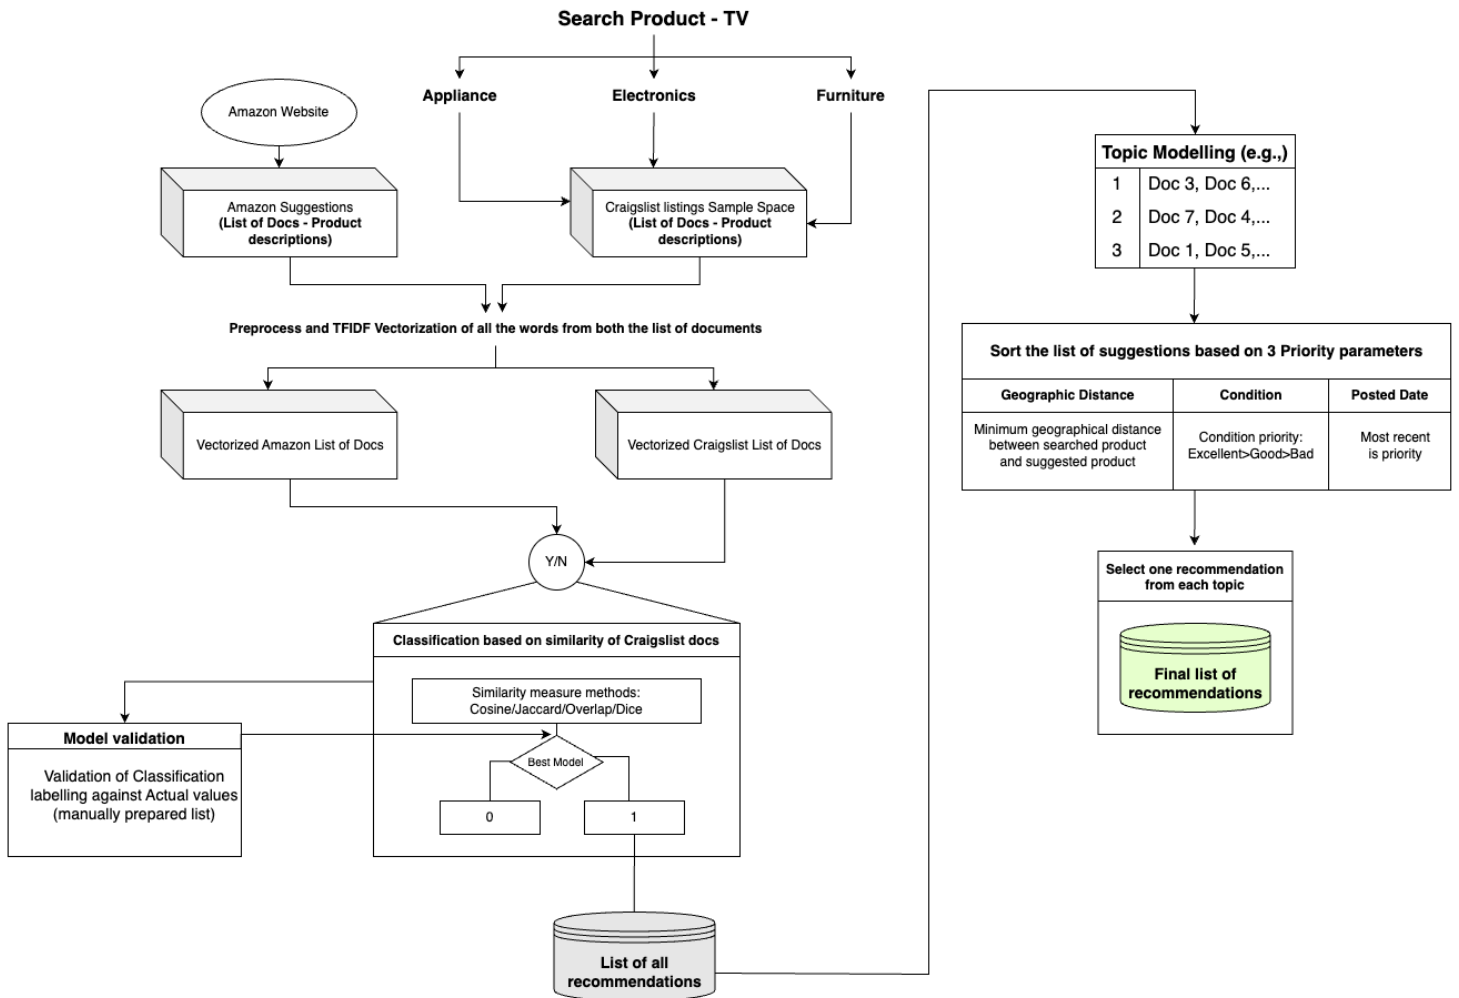 Search Product - TV
Appliance
Electronics
Furniture
Amazon Website
Amazon Suggestions
(List of Docs - Product
descriptions)
Craigslist listings Sample Space
(List of Docs - Product
descriptions)
Preprocess and TFIDF Vectorization of all the words from both the list of documents
Vectorized Amazon List of Docs
Vectorized Craigslist List of Docs
Y/N
Classification based on similarity of Craigslist docs
Similarity measure methods:
Cosine/Jaccard/Overlap/Dice
Best Model
0
1
Model validation
Validation of Classification
labelling against Actual values
(manually prepared list)
List of all
recommendations
Topic Modelling (e.g.,)
1 Doc 3, Doc 6,...
2 Doc 7, Doc 4,...
3 Doc 1, Doc 5,...
Sort the list of suggestions based on 3 Priority parameters
Geographic Distance
Condition
Posted Date
Minimum geographical distance
between searched product
and suggested product
Condition priority:
Excellent>Good>Bad
Most recent
is priority
Select one recommendation
from each topic
Final list of
recommendations